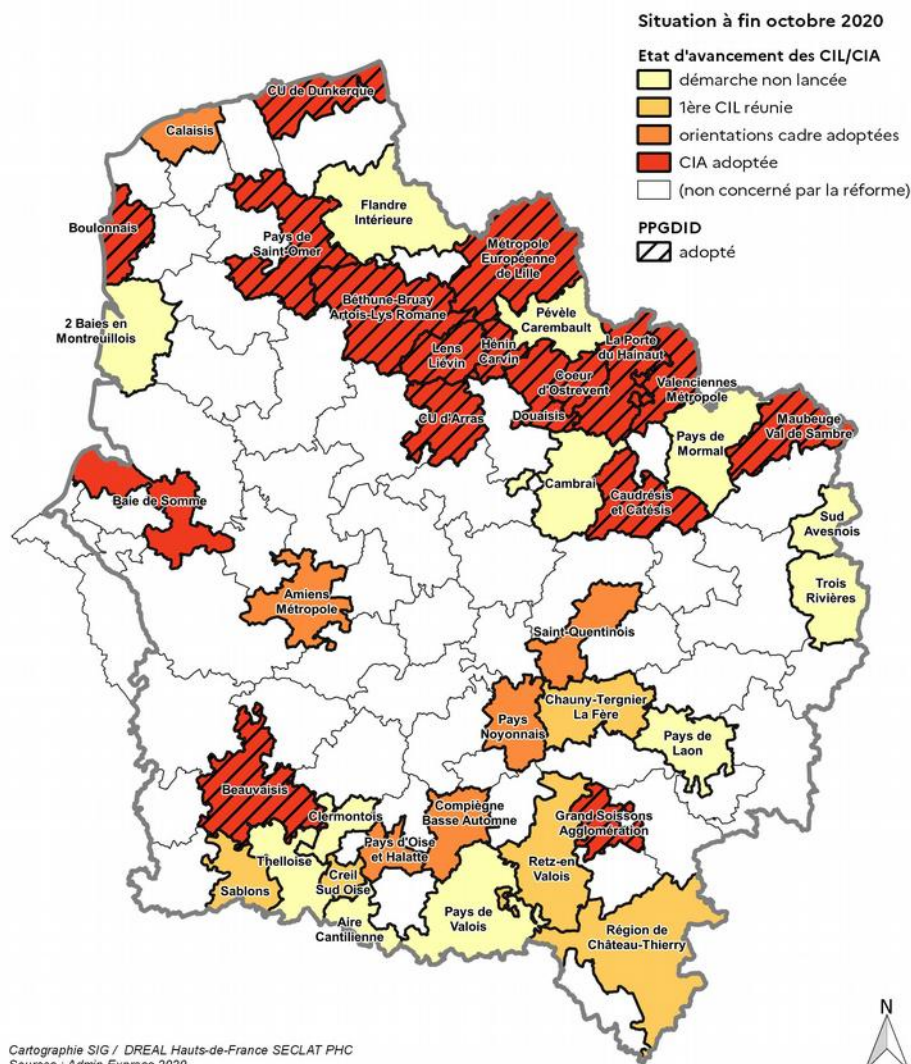 Situation à fin octobre 2020
Etat d'avancement des CIL/CIA
démarche non lancée
1ère CIL réunie
orientations cadre adoptées
CIA adoptée
(non concerné par la réforme)
PPGDID
adopté
CU de Dunkerque
Calaisis
Flandre
Intérieure
Boulonnais
Pays de
Saint-Omer
Métropole
Européenne
de Lille
Béthune-Bruay
Artois-Lys Romane
Pévèle
Carembault
2 Baies en
Montreuillois
Lens
Liévin
Hénin
Carvin
La Porte
du Hainaut
Coeur
d'Ostrevent
Valenciennes
Métropole
CU d'Arras
Douaisis
Maubeuge
Val de Sambre
Pays de
Mormal
Cambrai
Caudrésis
et Catésis
Baie de Somme
Sud
Avesnois
Trois
Rivières
Amiens
Métropole
Saint-Quentinois
Chauny-Tergnier
La Fère
Pays
Noyonnais
Pays de
Laon
Beauvaisis
Clermontois
Compiègne
Basse Automne
Grand Soissons
Agglomération
Pays d'Oise
et Halatte
Thelloise
Retz-en
Valois
Creil
Sud Oise
Sablons
Aire
Cantilienne
Pays de
Valois
Région de
Château-Thierry
N
Cartographie SIG / DREAL Hauts-de-France SECLAT PHC
Sources : Admin Express 2020